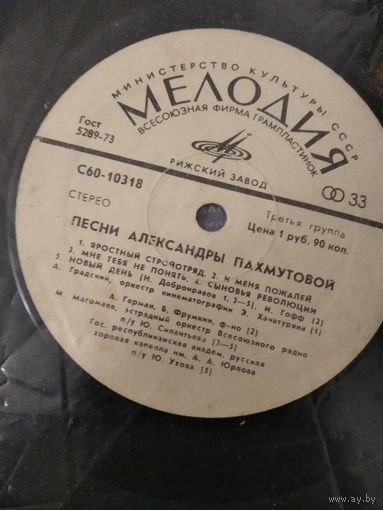 МИНИСТЕРСТВО КУЛЬТУРЫ СССР
МЕЛОДИЯ
ВСЕСОЮЗНАЯ ФИРМА ГРАМПЛАСТИНОК
Гост
5289-73
РИЖСКИЙ ЗАВОД
33
С60-10318
СТЕРЕО
Третья группа
Цена 1 руб. 90 коп.
ПЕСНИ АЛЕКСАНДРЫ ПАХМУТОВОЙ
1. ЯРОСТНЫЙ СТРОЙОТРЯД. 2. И МЕНЯ ПОЖАЛЕЙ
3. МНЕ ТЕБЯ НЕ ПОНЯТЬ. 4. СЫНОВЬЯ РЕВОЛЮЦИИ
5. НОВЫЙ ДЕНЬ (Н. Добронравов 1, 3—5). И. Гофф (2)
А. Градский, оркестр кинематографии Э. Хачатуряна (1)
А. Герман, Б. Фрумкин, ф-но (2)
М. Магомаев, эстрадный оркестр Всесоюзного радио
п/у Ю. Силантьева (3—5)
Гос. республиканская академ. русская
хоровая капелла им. А. А. Юрлова
п/у Ю. Ухова (5)
www.ay.by